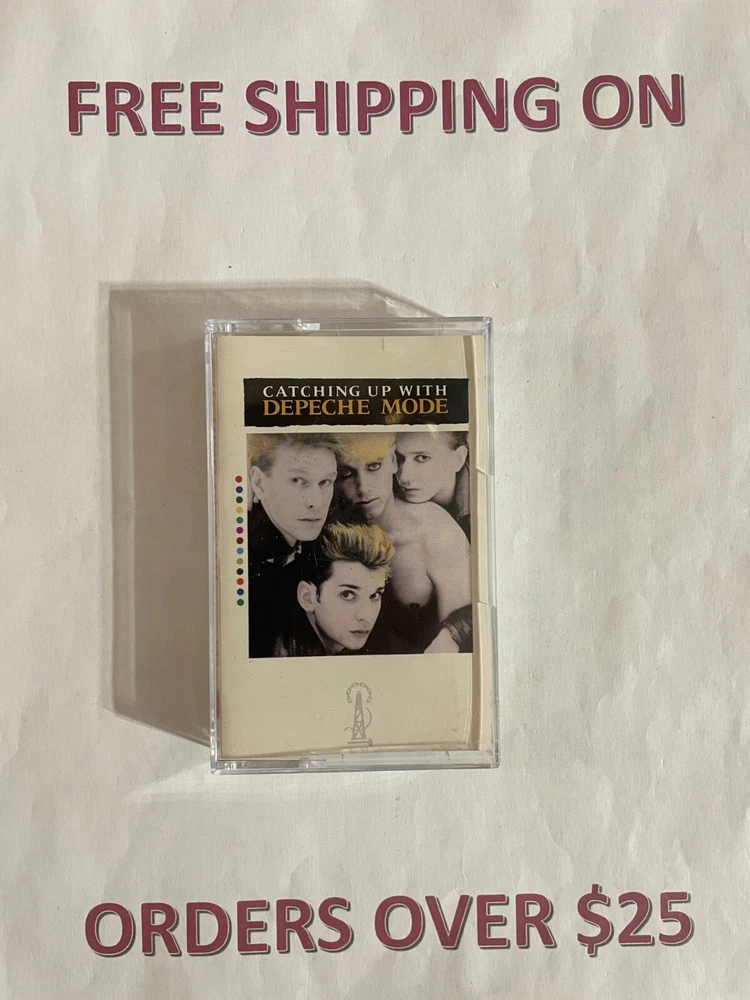 FREE SHIPPING ON
CATCHING UP WITH
DEPECHE MODE
ORDERS OVER $25